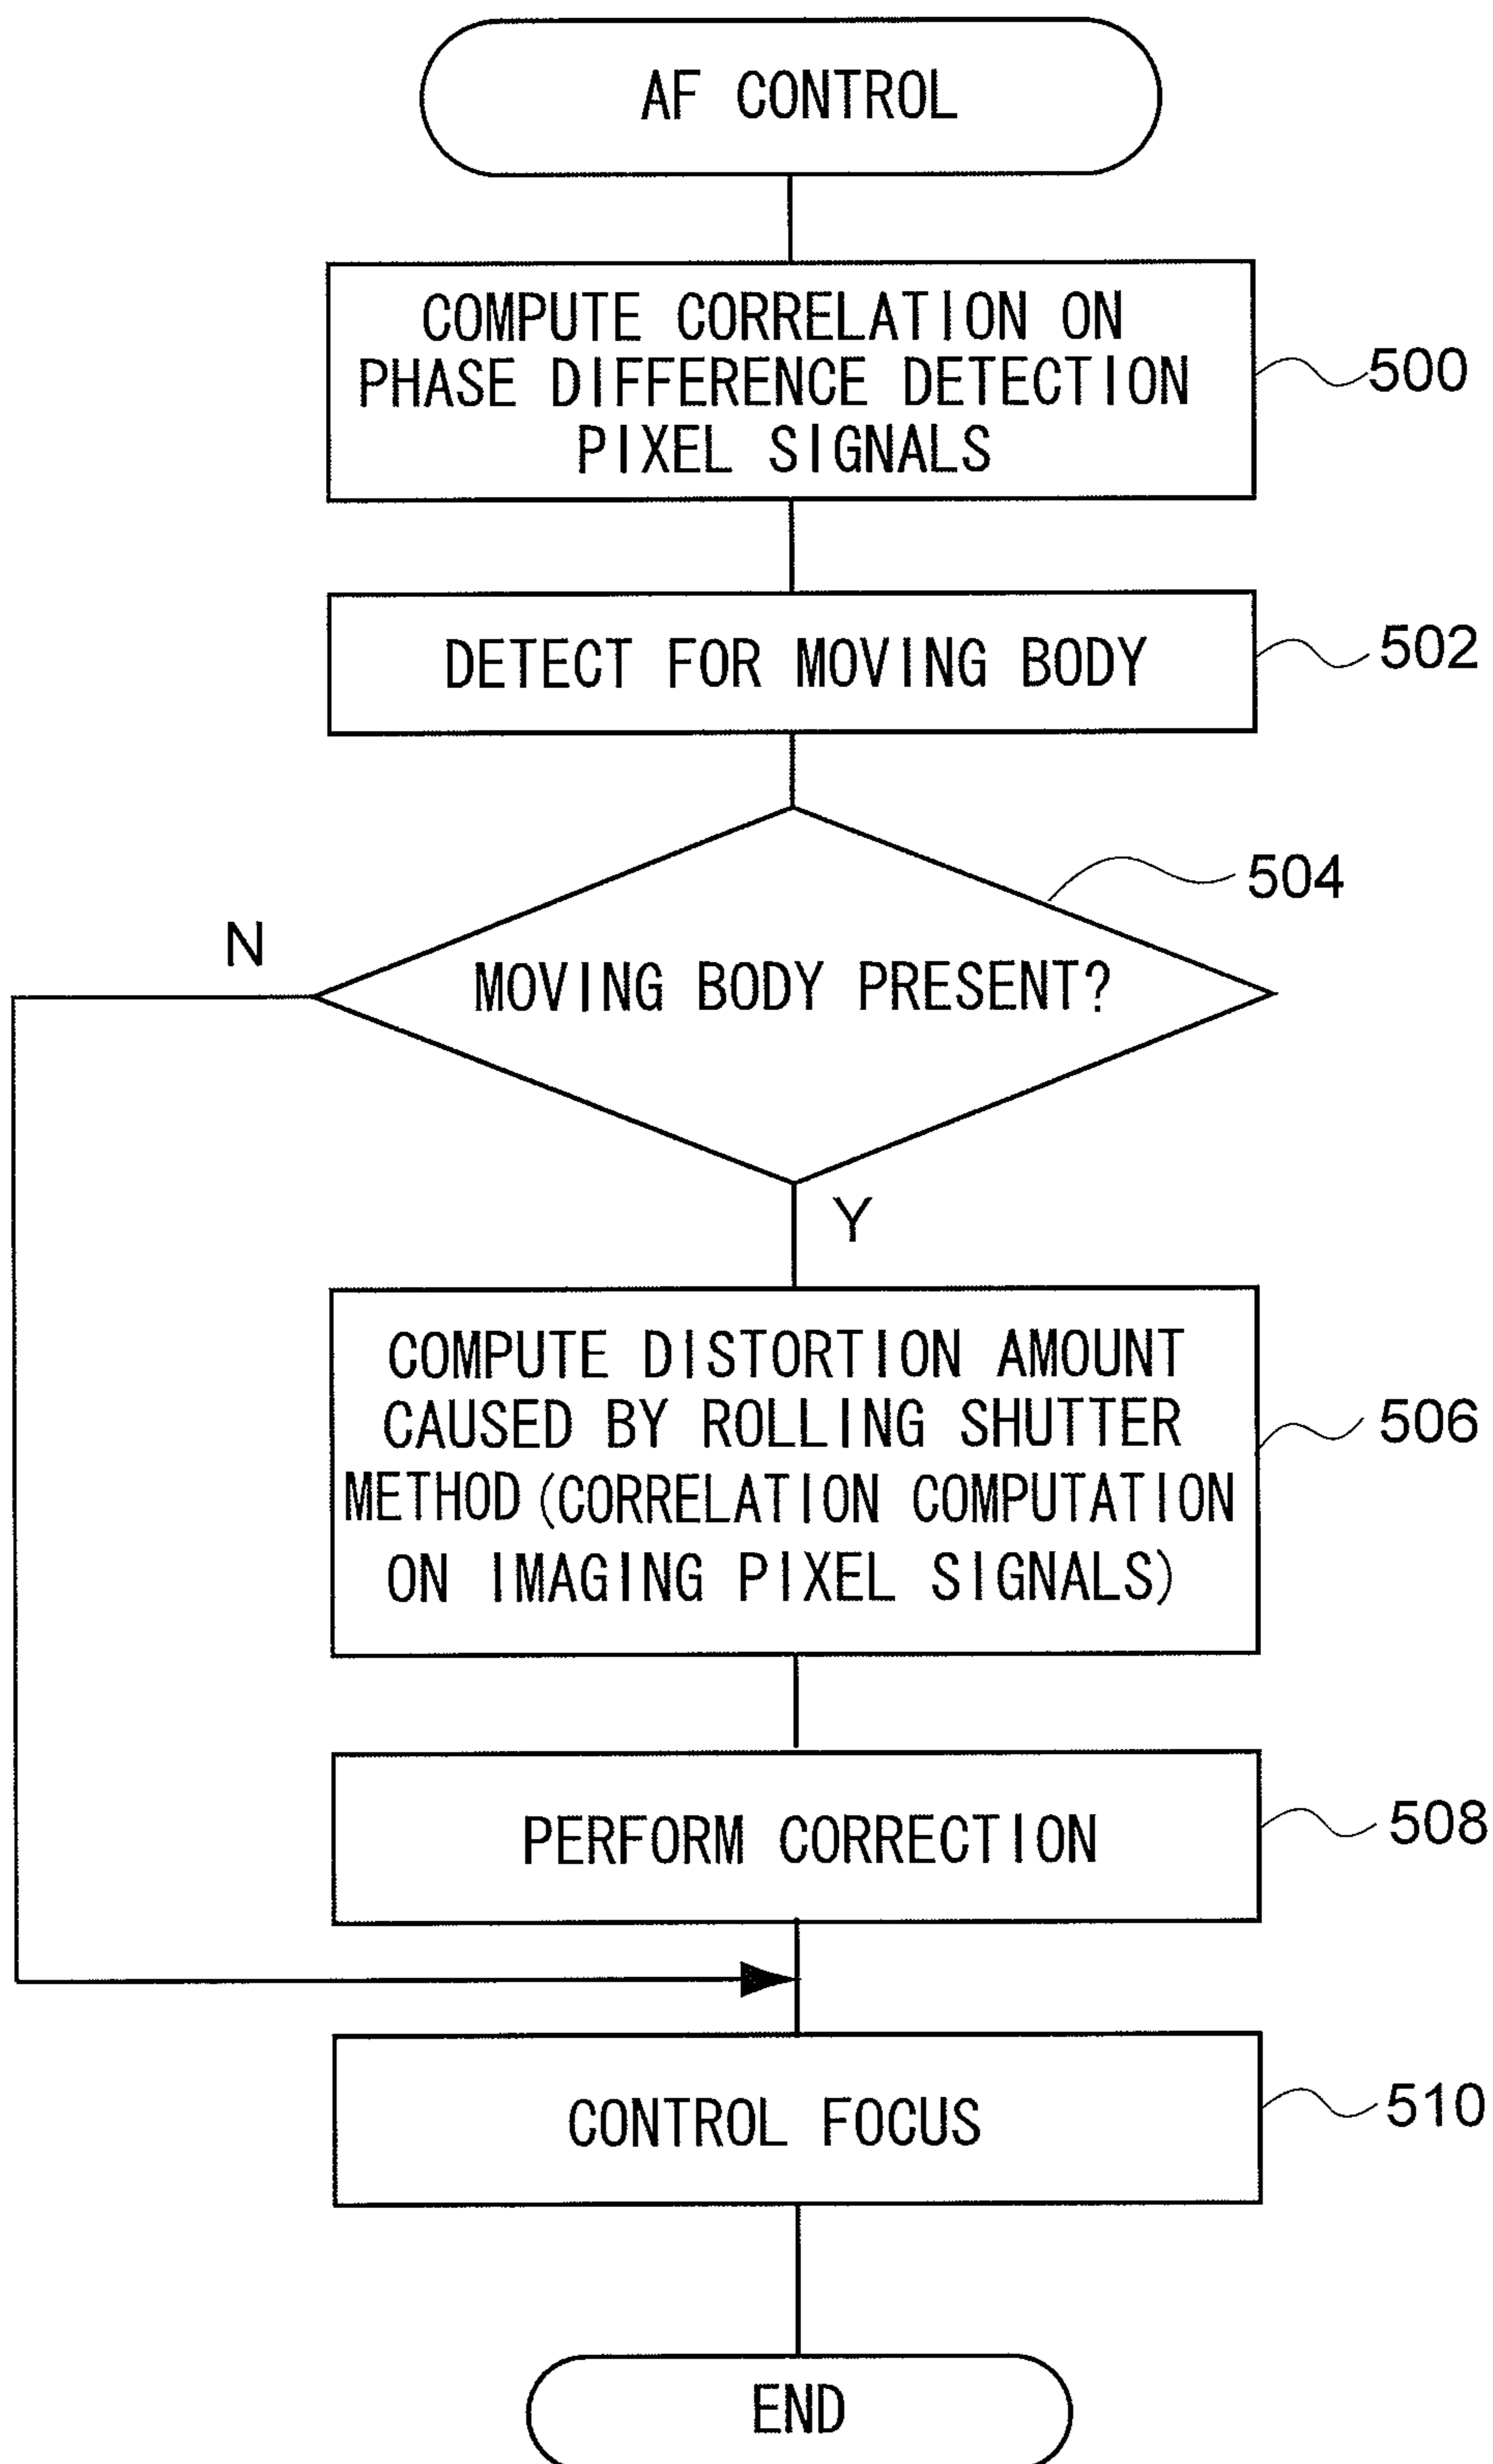 AF CONTROL
COMPUTE CORRELATION ON
PHASE DIFFERENCE DETECTION
PIXEL SIGNALS
500
DETECT FOR MOVING BODY
502
504
N
MOVING BODY PRESENT?
Y
COMPUTE DISTORTION AMOUNT
CAUSED BY ROLLING SHUTTER
METHOD (CORRELATION COMPUTATION
ON IMAGING PIXEL SIGNALS)
506
PERFORM CORRECTION
508
CONTROL FOCUS
510
END